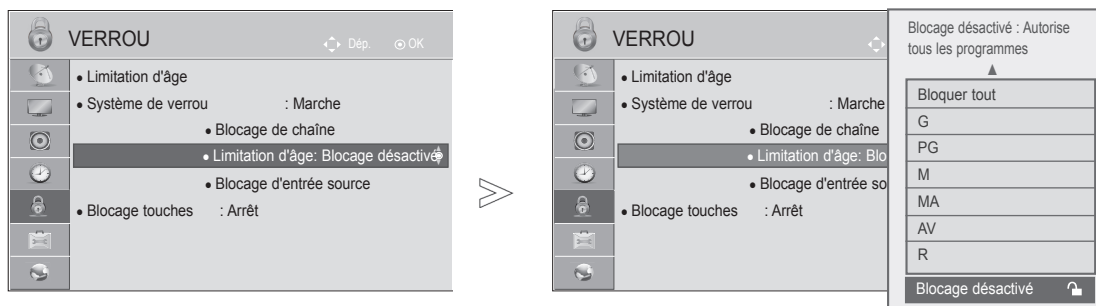 VERROU
Dép.
OK
• Limitation d'âge
• Système de verrou : Marche
• Blocage de chaîne
• Limitation d'âge: Blocage désactivé
• Blocage d'entrée source
• Blocage touches : Arrêt
VERROU
• Limitation d'âge
• Système de verrou : Marche
• Blocage de chaîne
• Limitation d'âge: Blo
• Blocage d'entrée so
• Blocage touches : Arrêt
Blocage désactivé : Autorise
tous les programmes
Bloquer tout
G
PG
M
MA
AV
R
Blocage désactivé